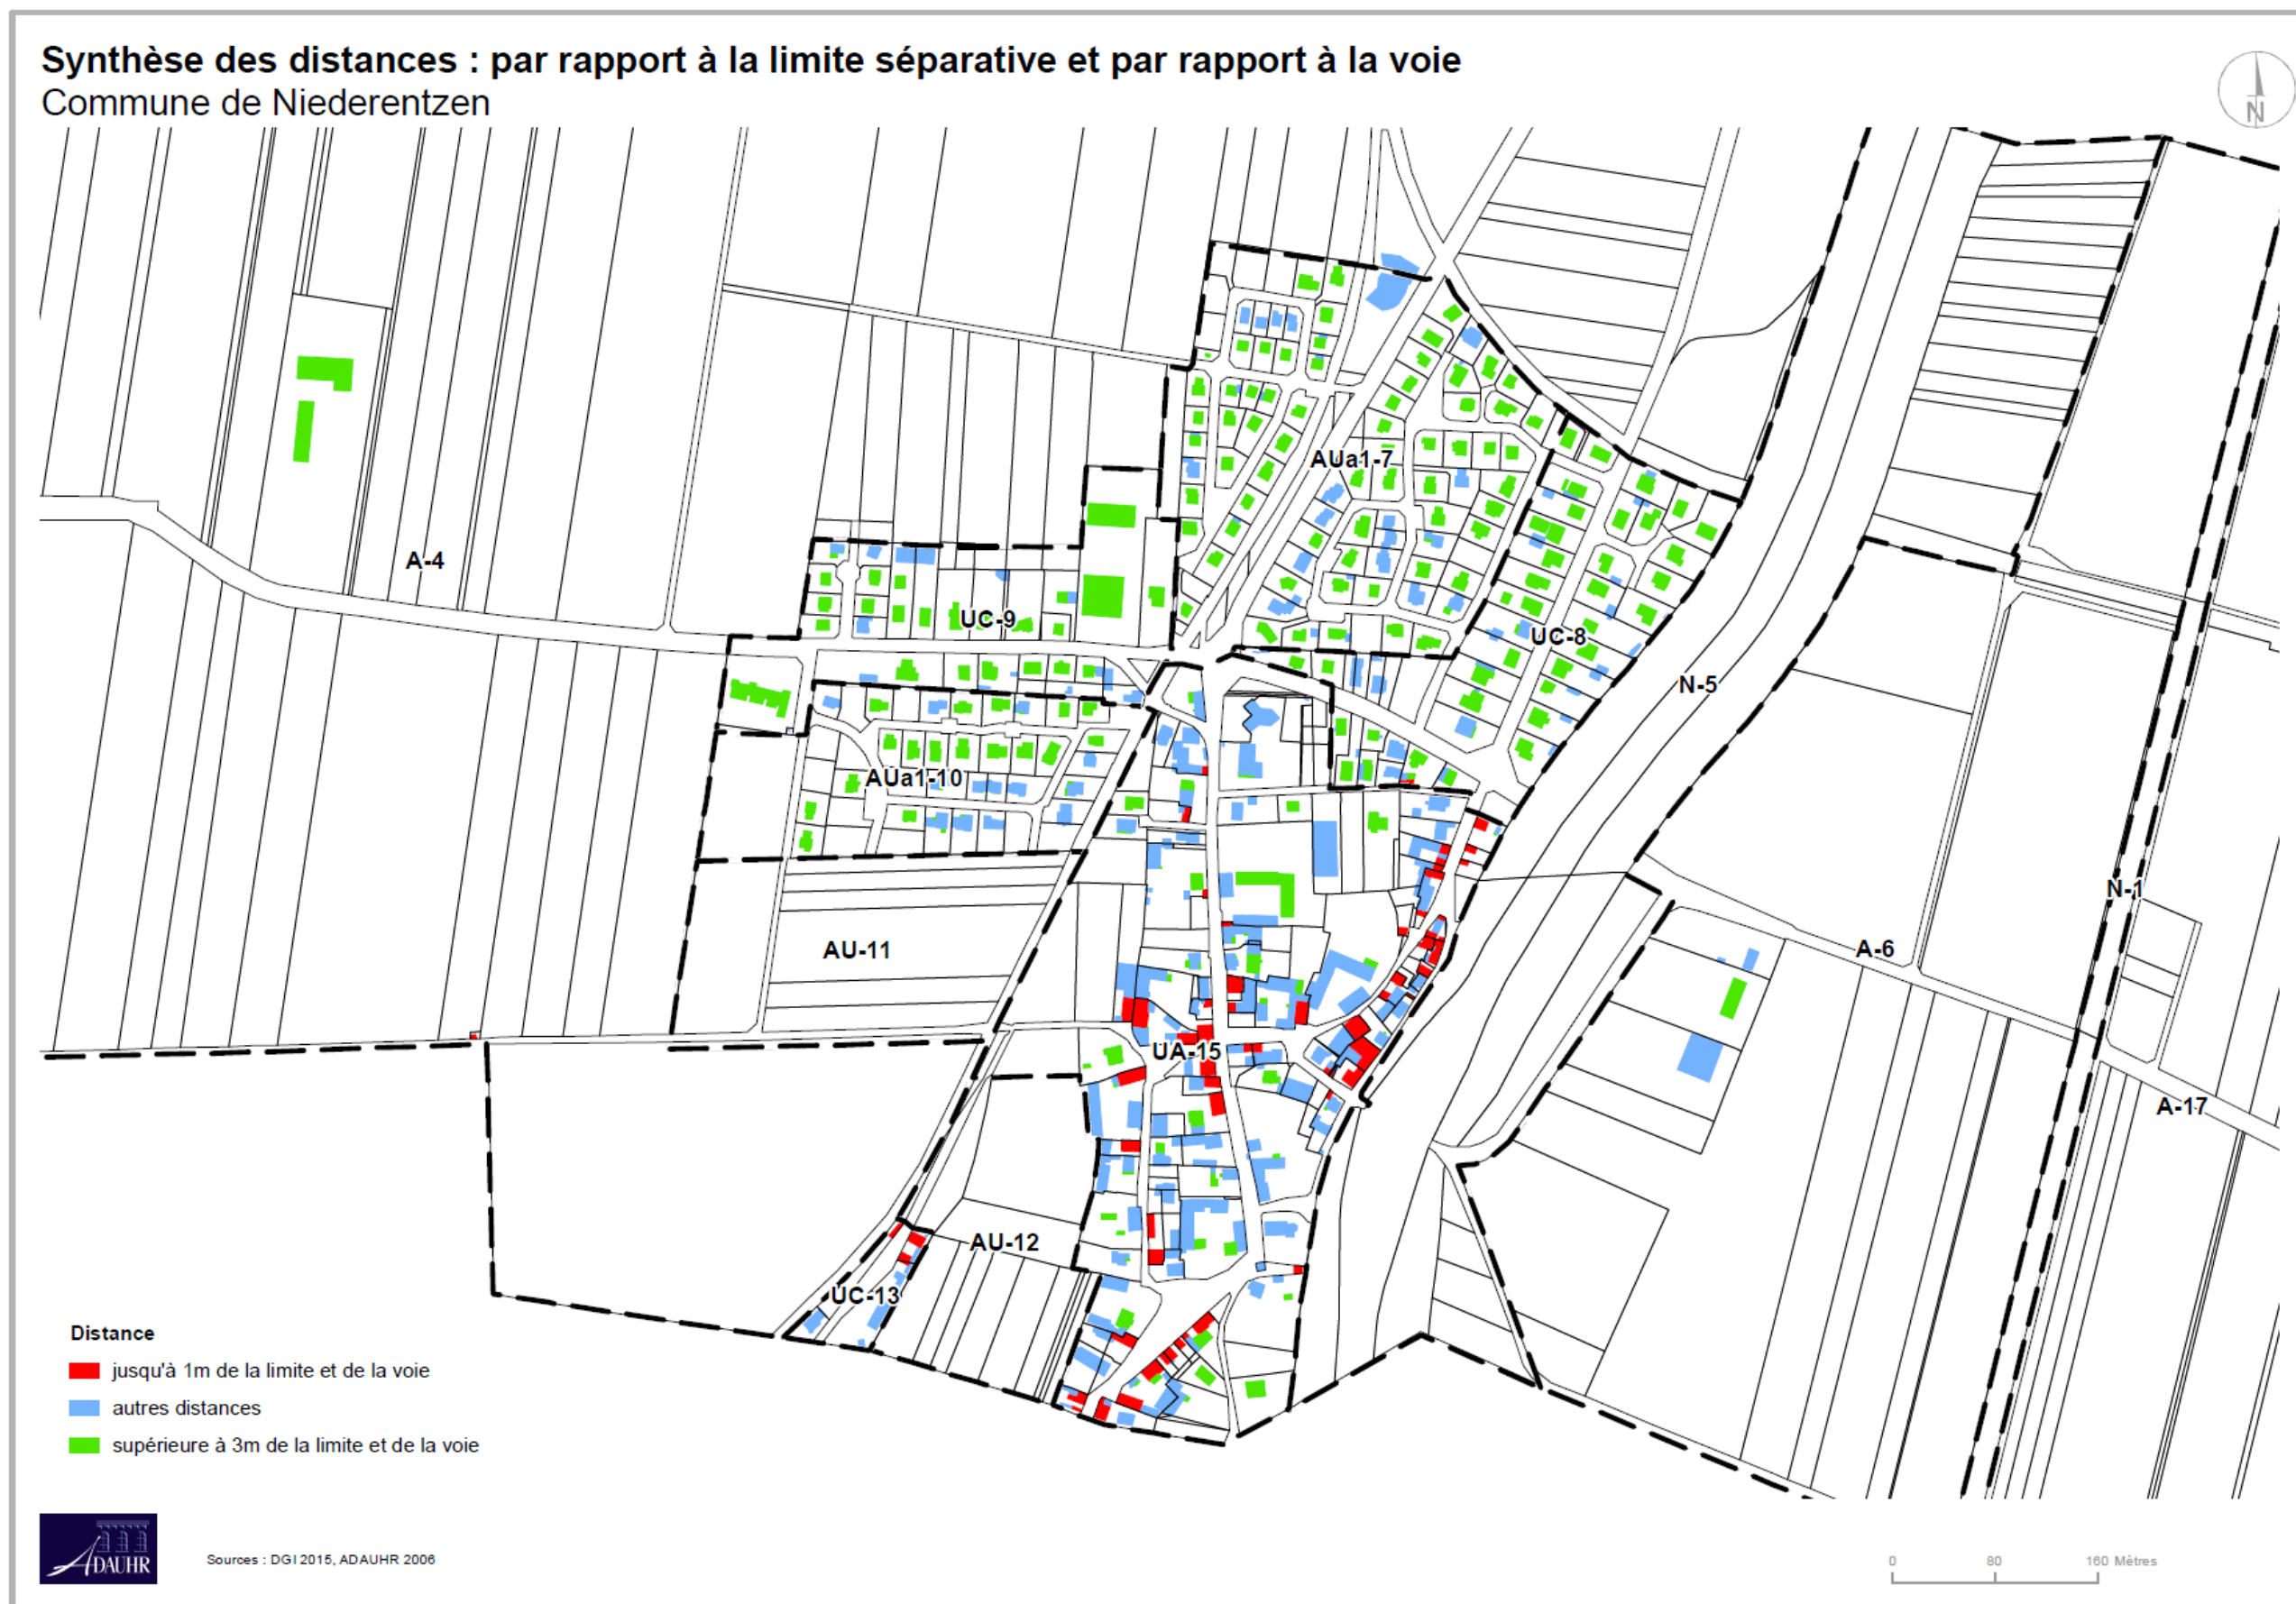 Synthèse des distances : par rapport à la limite séparative et par rapport à la voie
Commune de Niederentzen
N
AUa1-7
A-4
UC-9
UC-8
N-5
AUa1-10
N-1
AU-11
A-6
UA-15
A-17
AU-12
UC-13
Distance
jusqu'à 1m de la limite et de la voie
autres distances
supérieure à 3m de la limite et de la voie
ADAUHR
Sources : DGI 2015, ADAUHR 2006
0 80 160 Mètres